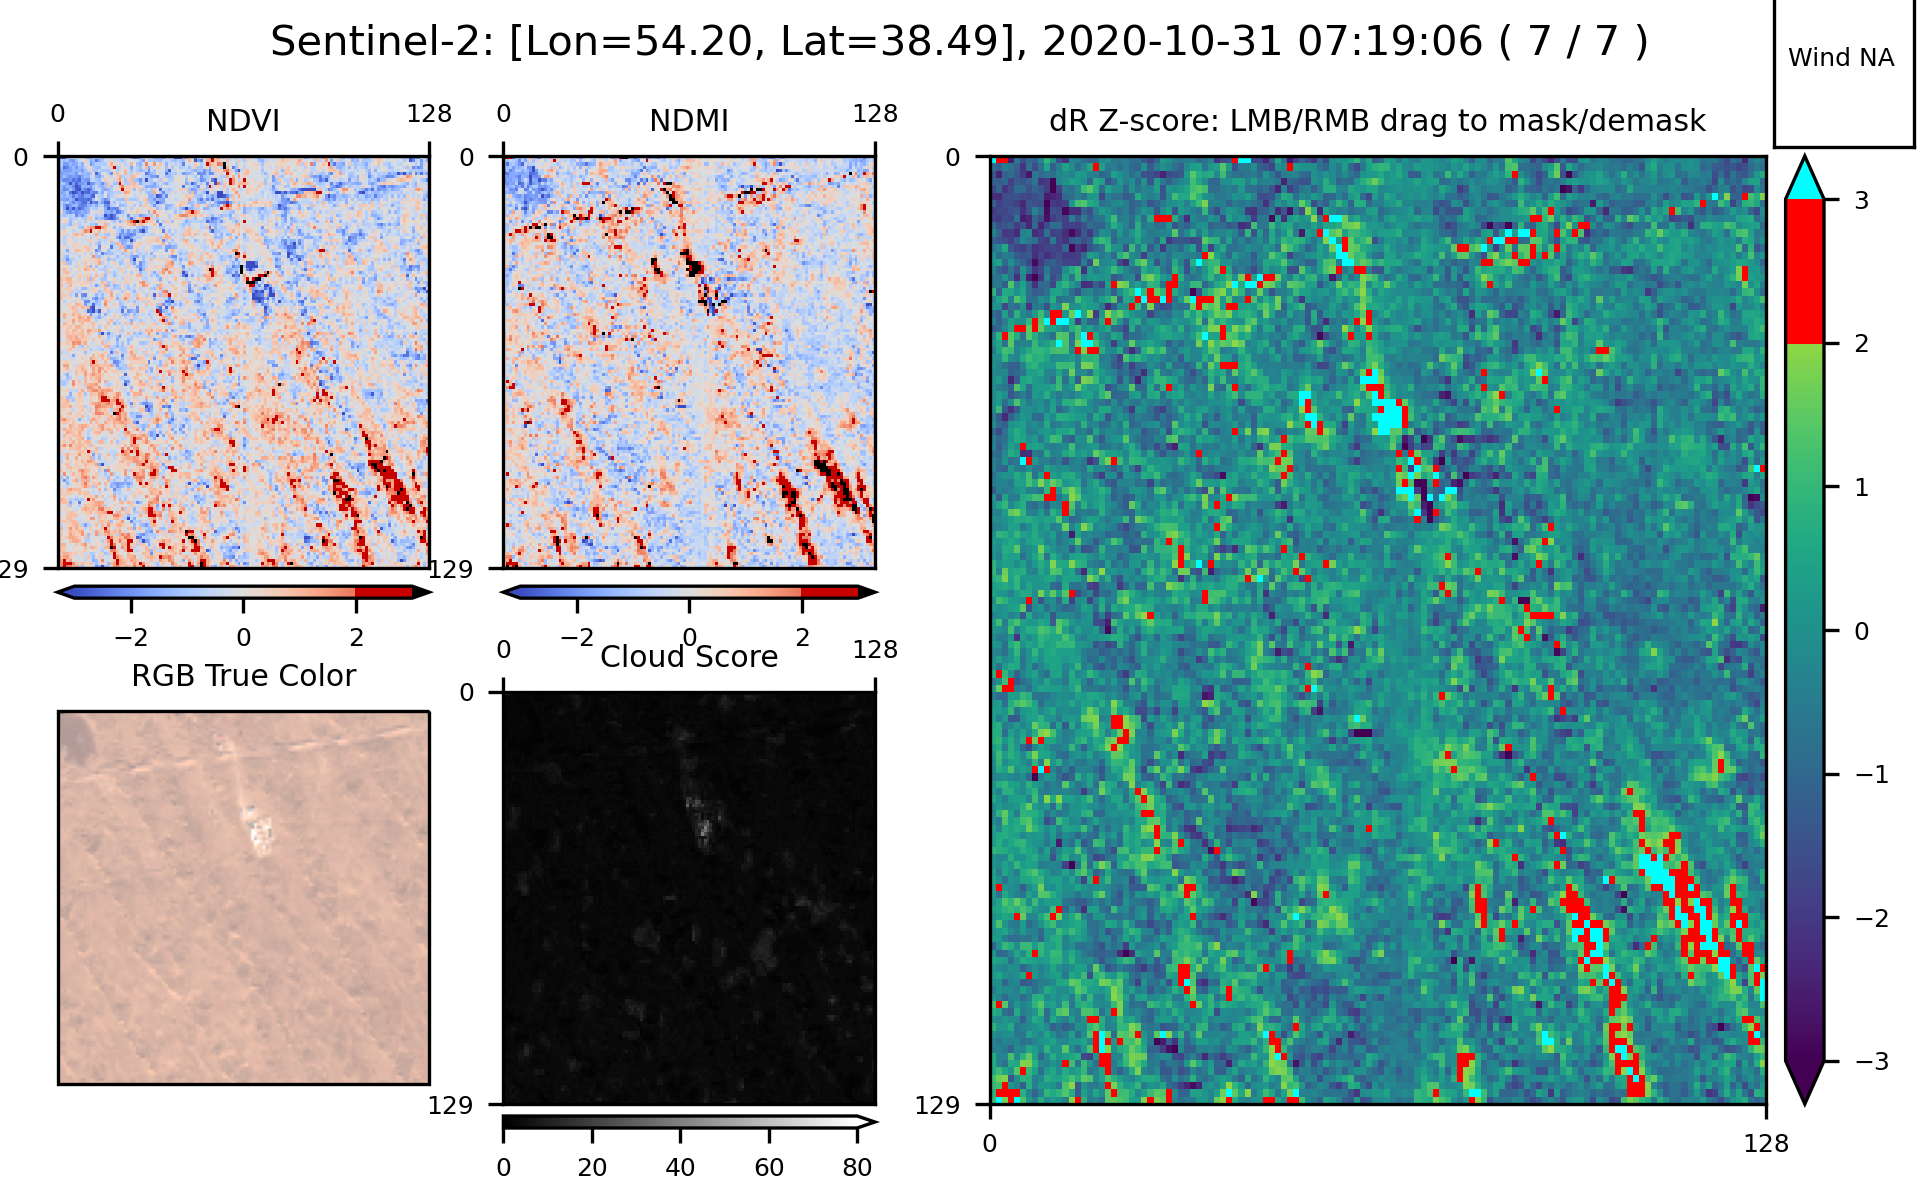 Sentinel-2: [Lon=54.20, Lat=38.49], 2020-10-31 07:19:06 ( 7 / 7 )
Wind NA
NDVI
0 128
0
29
−2 0 2
NDMI
0 128
0
129
−2 0 2
dR Z-score: LMB/RMB drag to mask/demask
0
129
0 128
3
2
1
0
−1
−2
−3
RGB True Color
Cloud Score
0 128
0
129
0 20 40 60 80